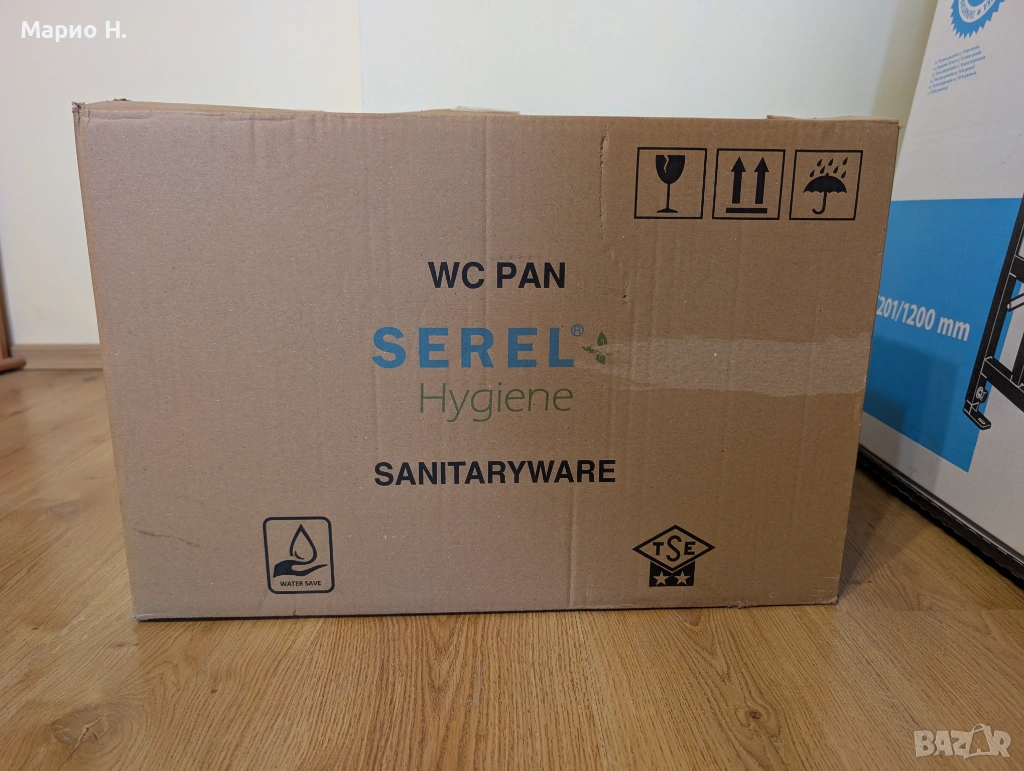 Марио Н.
WC PAN
SEREL®
Hygiene
SANITARYWARE
WATER SAVE
TSE
201/1200 mm
BAZAR